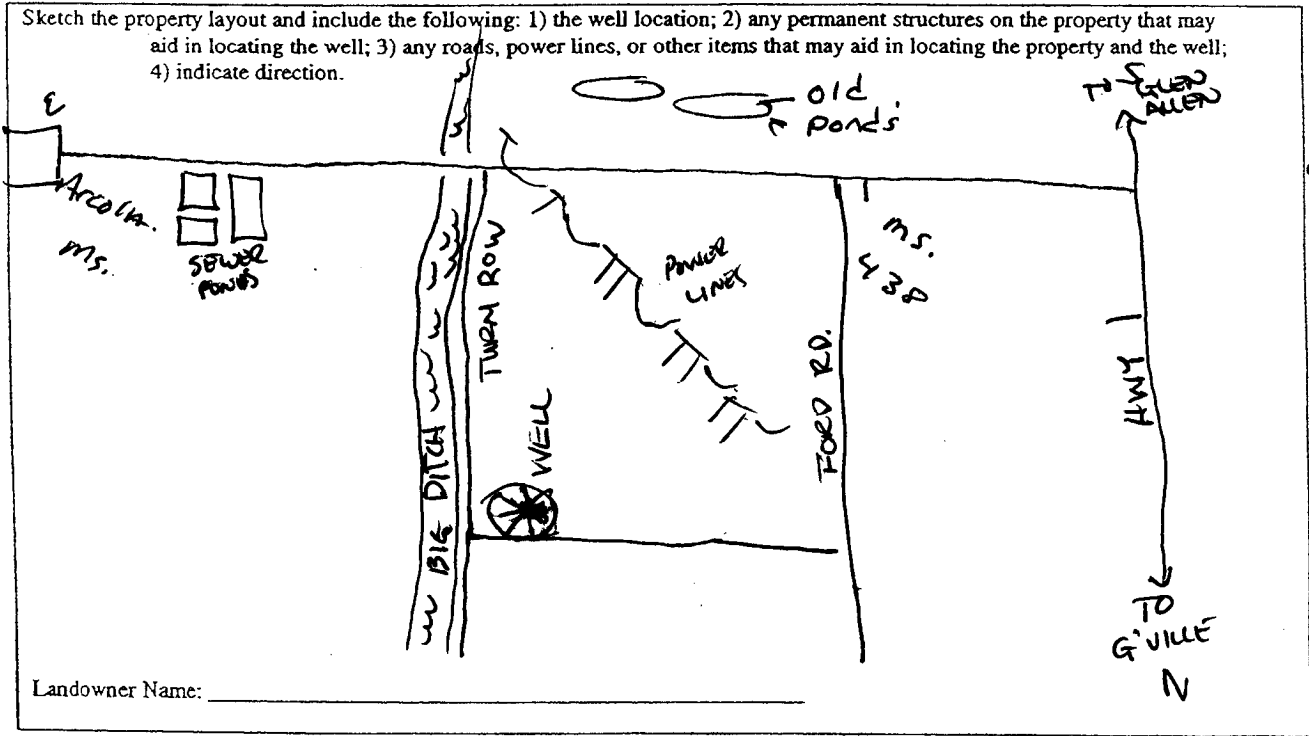 Sketch the property layout and include the following: 1) the well location; 2) any permanent structures on the property that may
aid in locating the well; 3) any roads, power lines, or other items that may aid in locating the property and the well;
4) indicate direction.
E
S
TO GLEN
ALLEN
old
ponds
Arcola.
Ms.
SEWER
PONDS
TURN ROW
POWER
LINES
MS.
438
HWY 1
FORD RD.
WELL
BIG DITCH
TO
G'VILLE
N
Landowner Name: